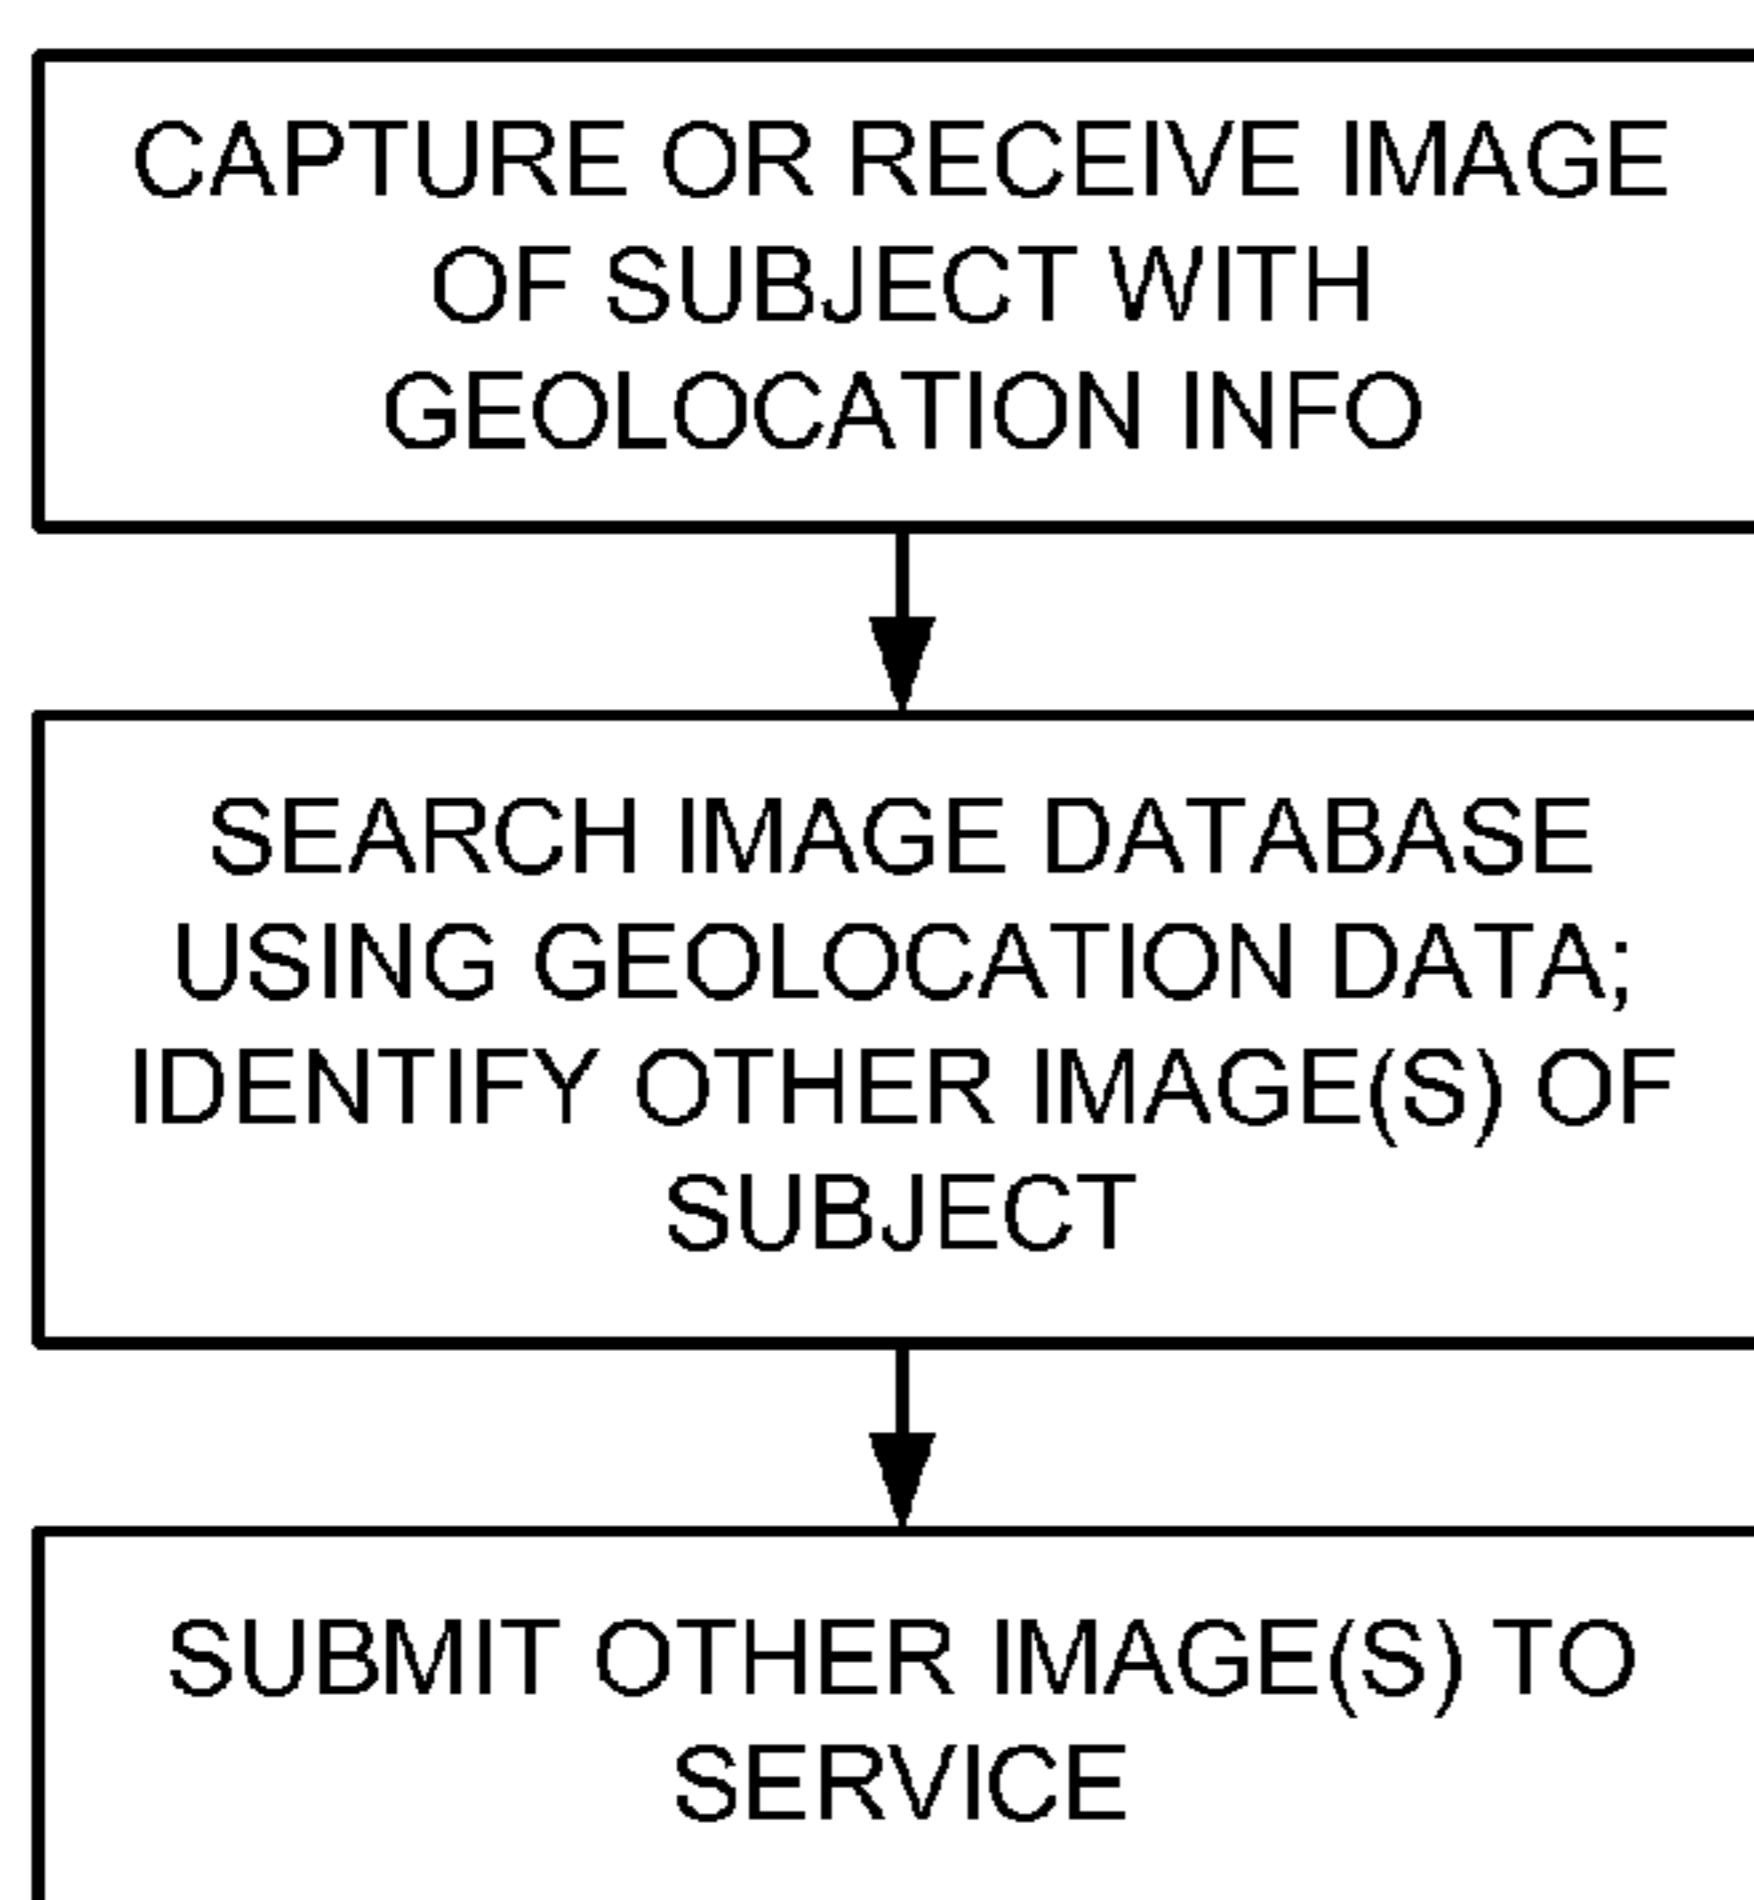 CAPTURE OR RECEIVE IMAGE
OF SUBJECT WITH
GEOLOCATION INFO
SEARCH IMAGE DATABASE
USING GEOLOCATION DATA;
IDENTIFY OTHER IMAGE(S) OF
SUBJECT
SUBMIT OTHER IMAGE(S) TO
SERVICE